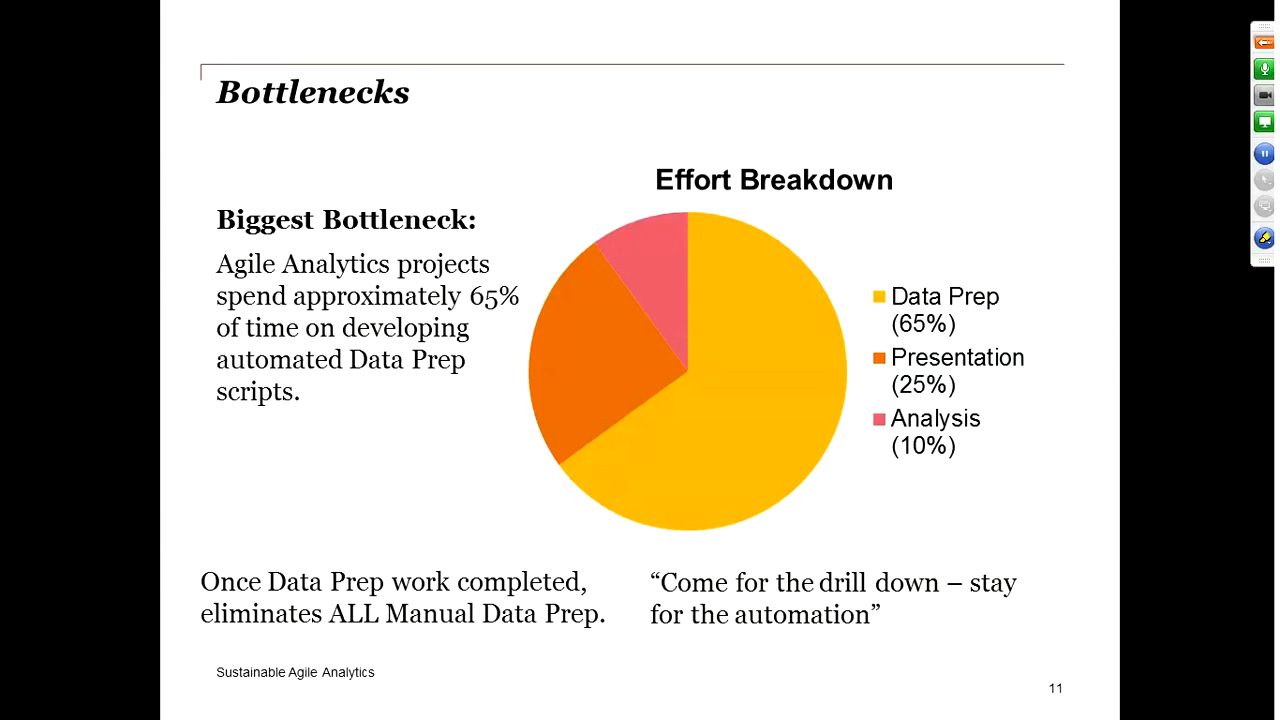 Bottlenecks
Effort Breakdown
Biggest Bottleneck:
Agile Analytics projects
spend approximately 65%
of time on developing
automated Data Prep
scripts.
Data Prep
(65%)
Presentation
(25%)
Analysis
(10%)
Once Data Prep work completed,
eliminates ALL Manual Data Prep.
“Come for the drill down – stay
for the automation”
Sustainable Agile Analytics
11